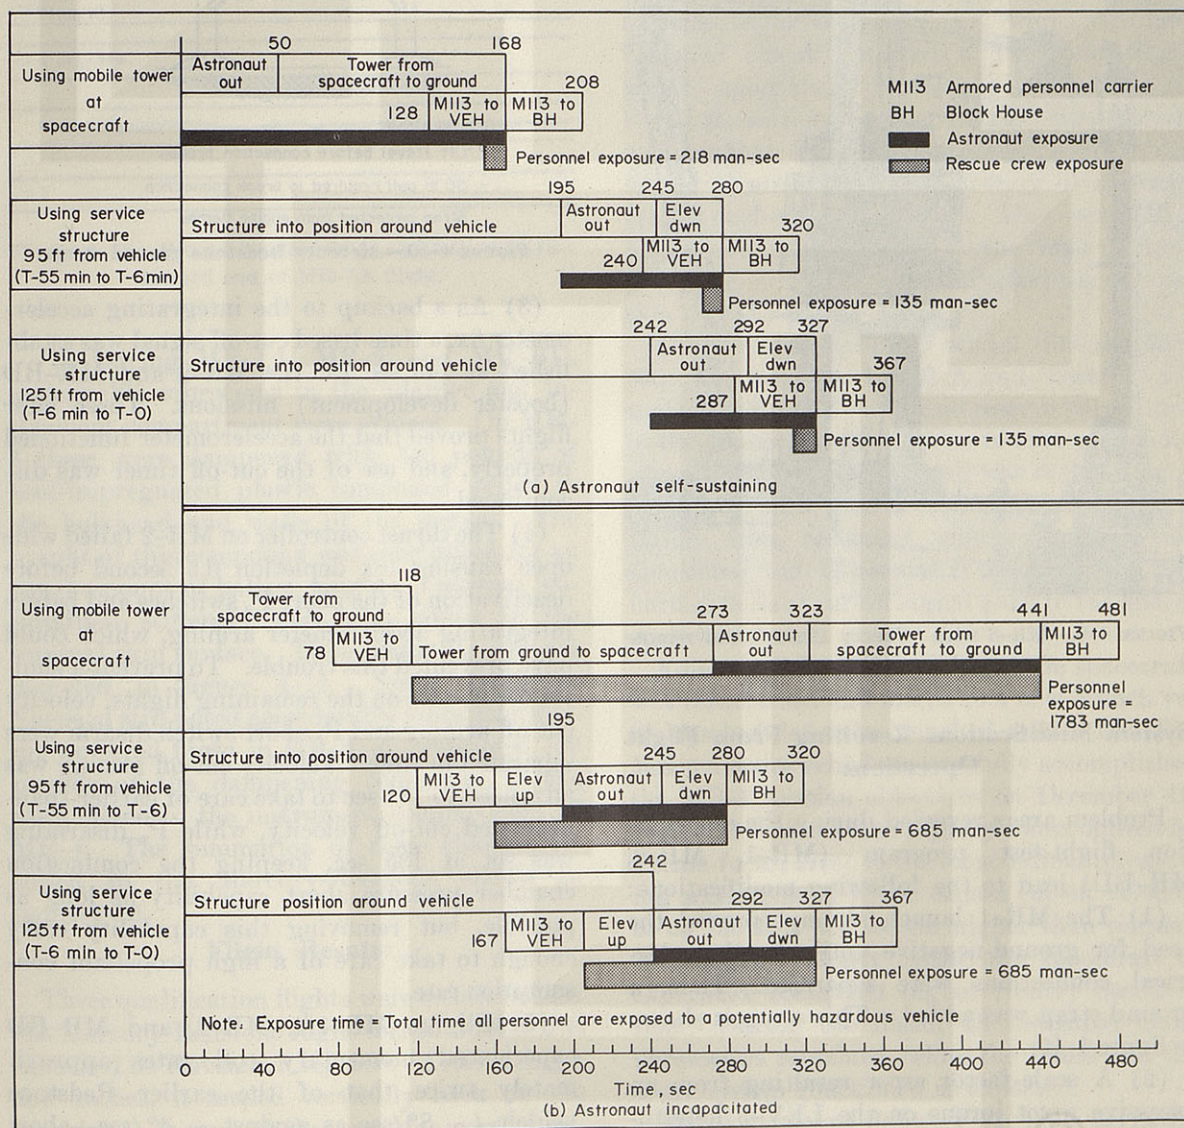 50 168
Astronaut out
Tower from spacecraft to ground
208
Using mobile tower
at
spacecraft
128
M113 to VEH
M113 to BH
Personnel exposure = 218 man-sec
M113 Armored personnel carrier
BH Block House
Astronaut exposure
Rescue crew exposure
195 245 280
Using service
structure
95 ft from vehicle
(T-55 min to T-6 min)
Structure into position around vehicle
Astronaut out
Elev dwn
320
240
M113 to VEH
M113 to BH
Personnel exposure = 135 man-sec
242 292 327
Using service
structure
125 ft from vehicle
(T-6 min to T-0)
Structure into position around vehicle
Astronaut out
Elev dwn
367
287
M113 to VEH
M113 to BH
Personnel exposure = 135 man-sec
(a) Astronaut self-sustaining
118
Using mobile tower
at
spacecraft
Tower from spacecraft to ground
273 323 441 481
78
M113 to VEH
Tower from ground to spacecraft
Astronaut out
Tower from spacecraft to ground
M113 to BH
Personnel
exposure =
1783 man-sec
195
Using service
structure
95 ft from vehicle
(T-55 min to T-6)
Structure into position around vehicle
245 280 320
120
M113 to VEH
Elev up
Astronaut out
Elev dwn
M113 to BH
Personnel exposure = 685 man-sec
242
Using service
structure
125 ft from vehicle
(T-6 min to T-0)
Structure position around vehicle
292 327 367
167
M113 to VEH
Elev up
Astronaut out
Elev dwn
M113 to BH
Personnel exposure = 685 man-sec
Note. Exposure time = Total time all personnel are exposed to a potentially hazardous vehicle
0 40 80 120 160 200 240 280 320 360 400 440 480
Time, sec
(b) Astronaut incapacitated